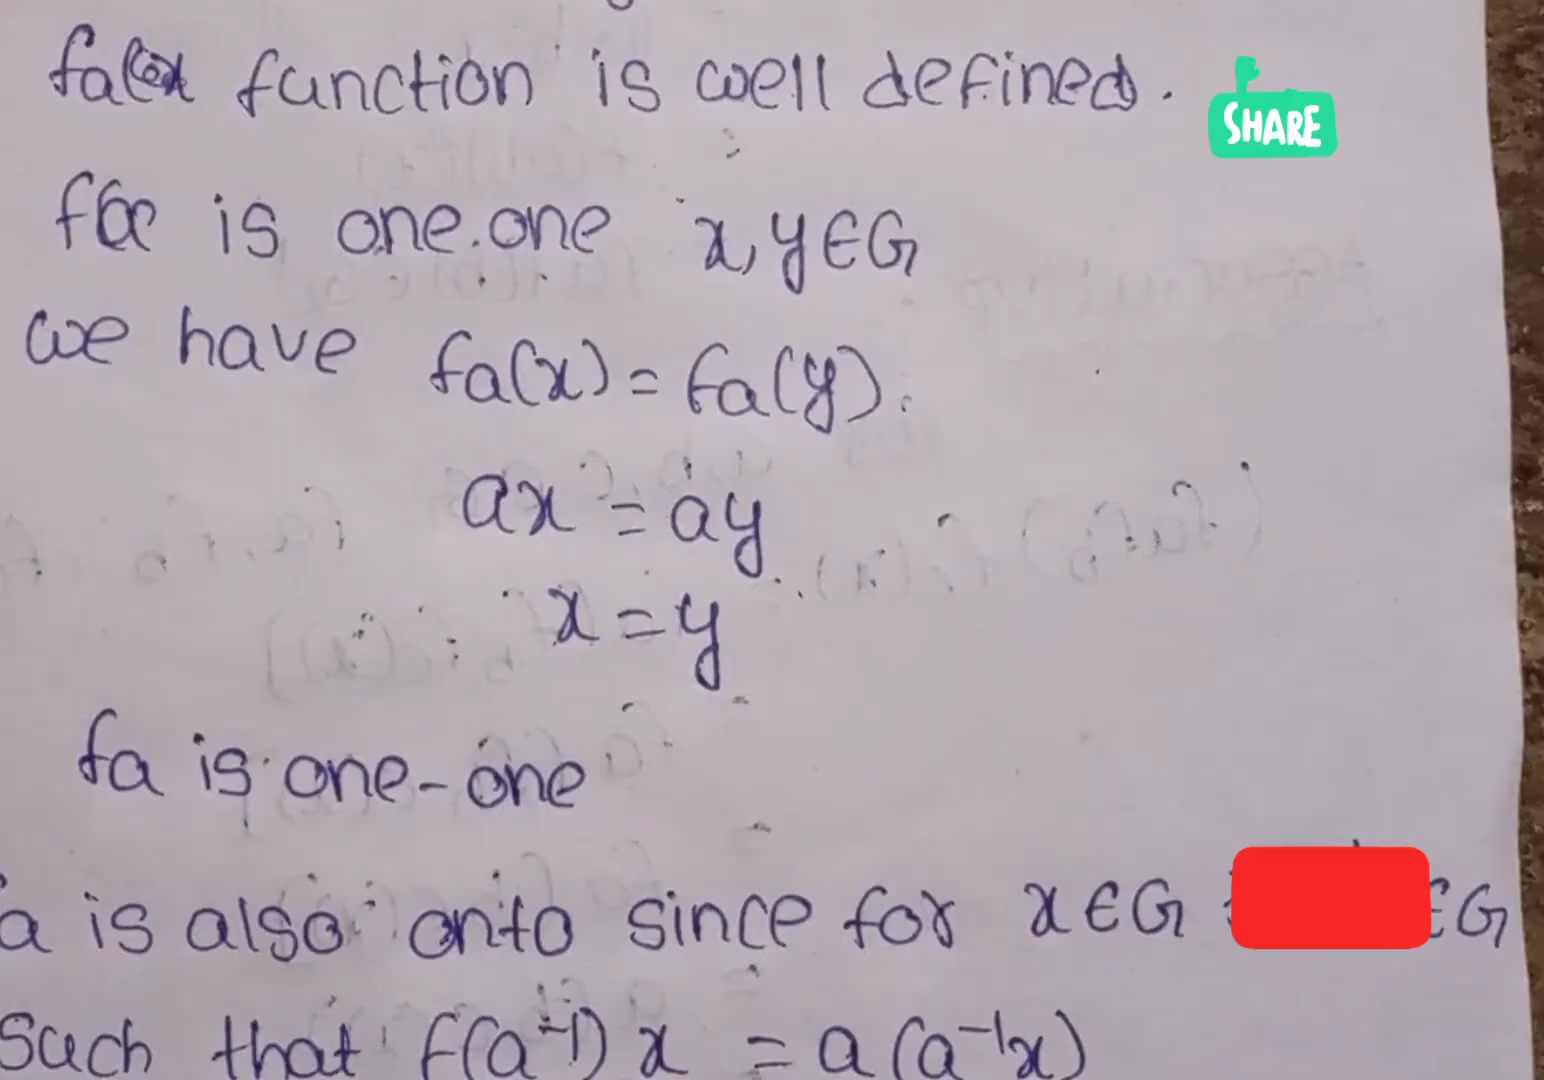 fa function is well defined.
SHARE
is one.one x, y ∈ G
we have fa(x) = fa(y).
ax = ay
x = y
fa is one-one
a is also onto since for x ∈ G ∈ G
Such that f(a⁻¹) x = a(a⁻¹x)